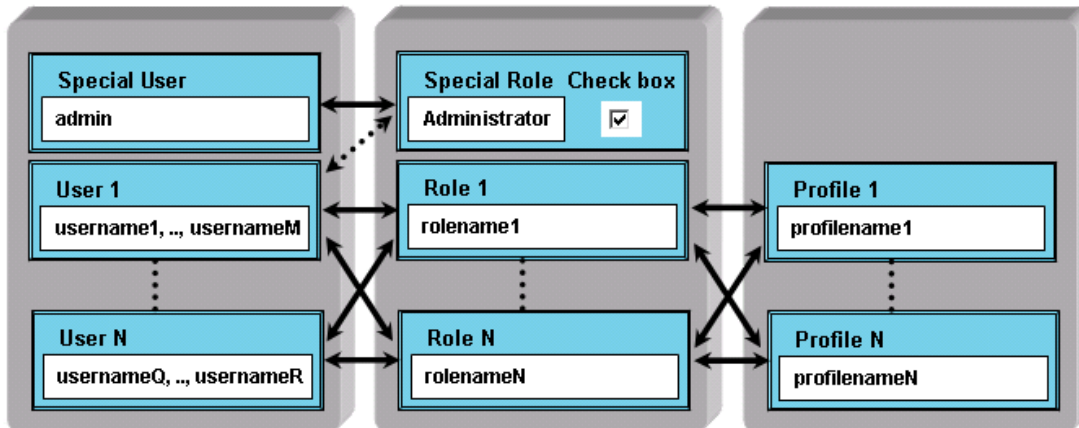 Special User
admin
User 1
username1, .., usernameM
User N
usernameQ, .., usernameR
Special Role Check box
Administrator
Role 1
rolename1
Role N
rolenameN
Profile 1
profilename1
Profile N
profilenameN